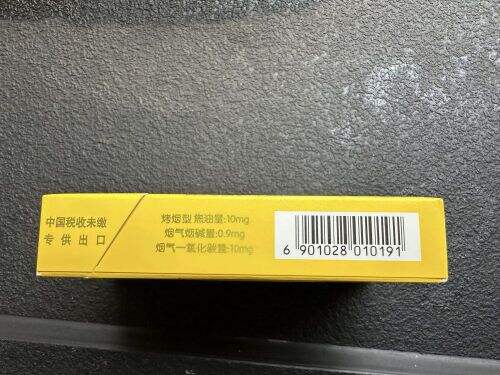 中国税收未缴
专供出口
烤烟型 焦油量:10mg
烟气烟碱量:0.9mg
烟气一氧化碳量:10mg
6 901028 010191